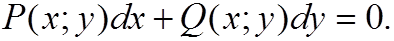 P(x; y)dx + Q(x; y)dy = 0.